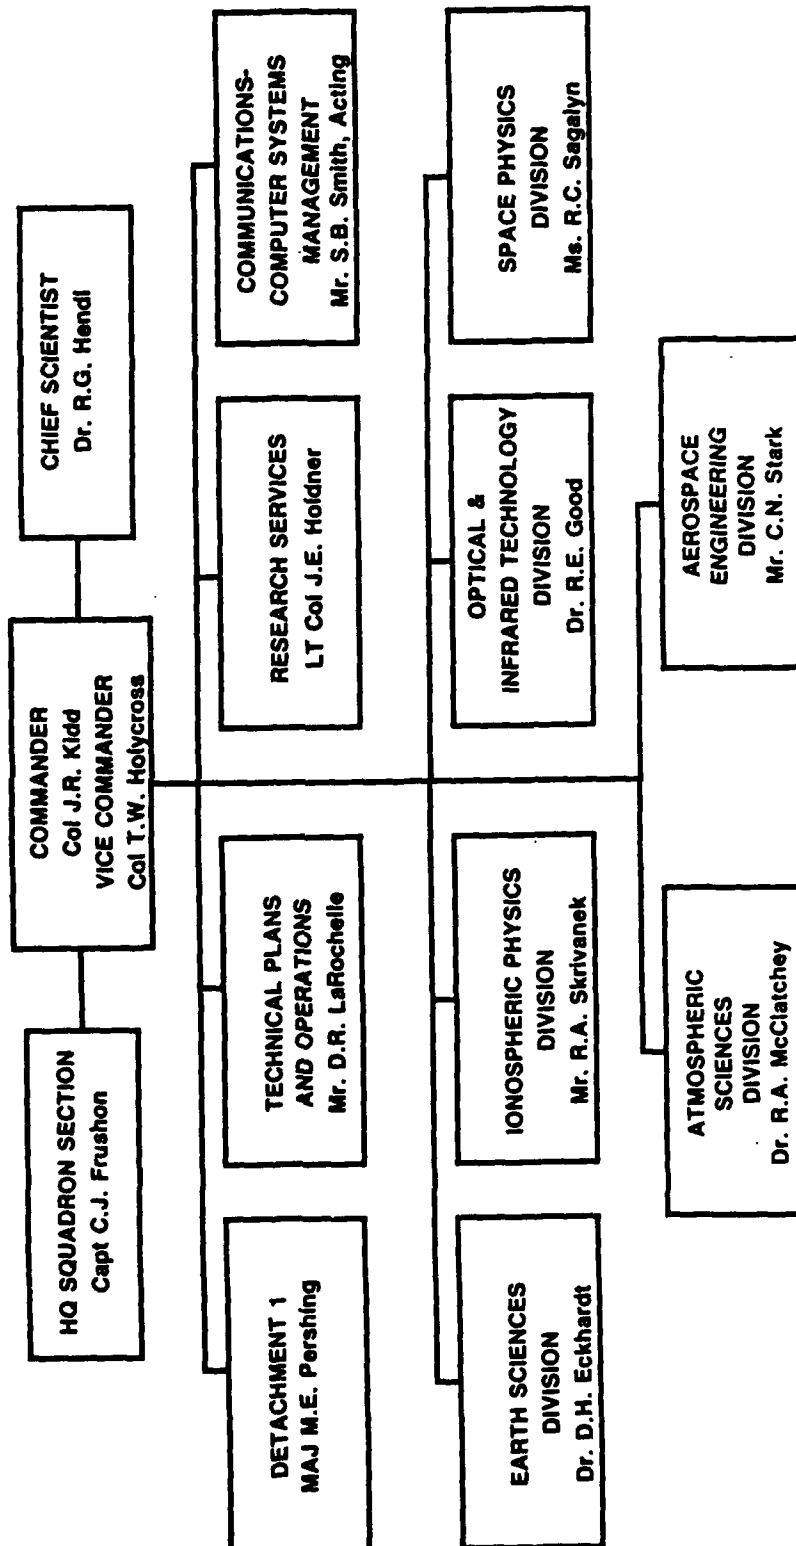 HQ SQUADRON SECTION
Capt C.J. Frushon
COMMANDER
Col J.R. Kidd
VICE COMMANDER
Col T.W. Holycross
CHIEF SCIENTIST
Dr. R.G. Hendl
DETACHMENT 1
MAJ M.E. Pershing
TECHNICAL PLANS
AND OPERATIONS
Mr. D.R. LaRochelle
RESEARCH SERVICES
LT Col J.E. Holdner
COMMUNICATIONS-
COMPUTER SYSTEMS
MANAGEMENT
Mr. S.B. Smith, Acting
EARTH SCIENCES
DIVISION
Dr. D.H. Eckhardt
IONOSPHERIC PHYSICS
DIVISION
Mr. R.A. Skrivanek
OPTICAL &
INFRARED TECHNOLOGY
DIVISION
Dr. R.E. Good
SPACE PHYSICS
DIVISION
Ms. R.C. Sagalyn
ATMOSPHERIC
SCIENCES
DIVISION
Dr. R.A. McClatchey
AEROSPACE
ENGINEERING
DIVISION
Mr. C.N. Stark